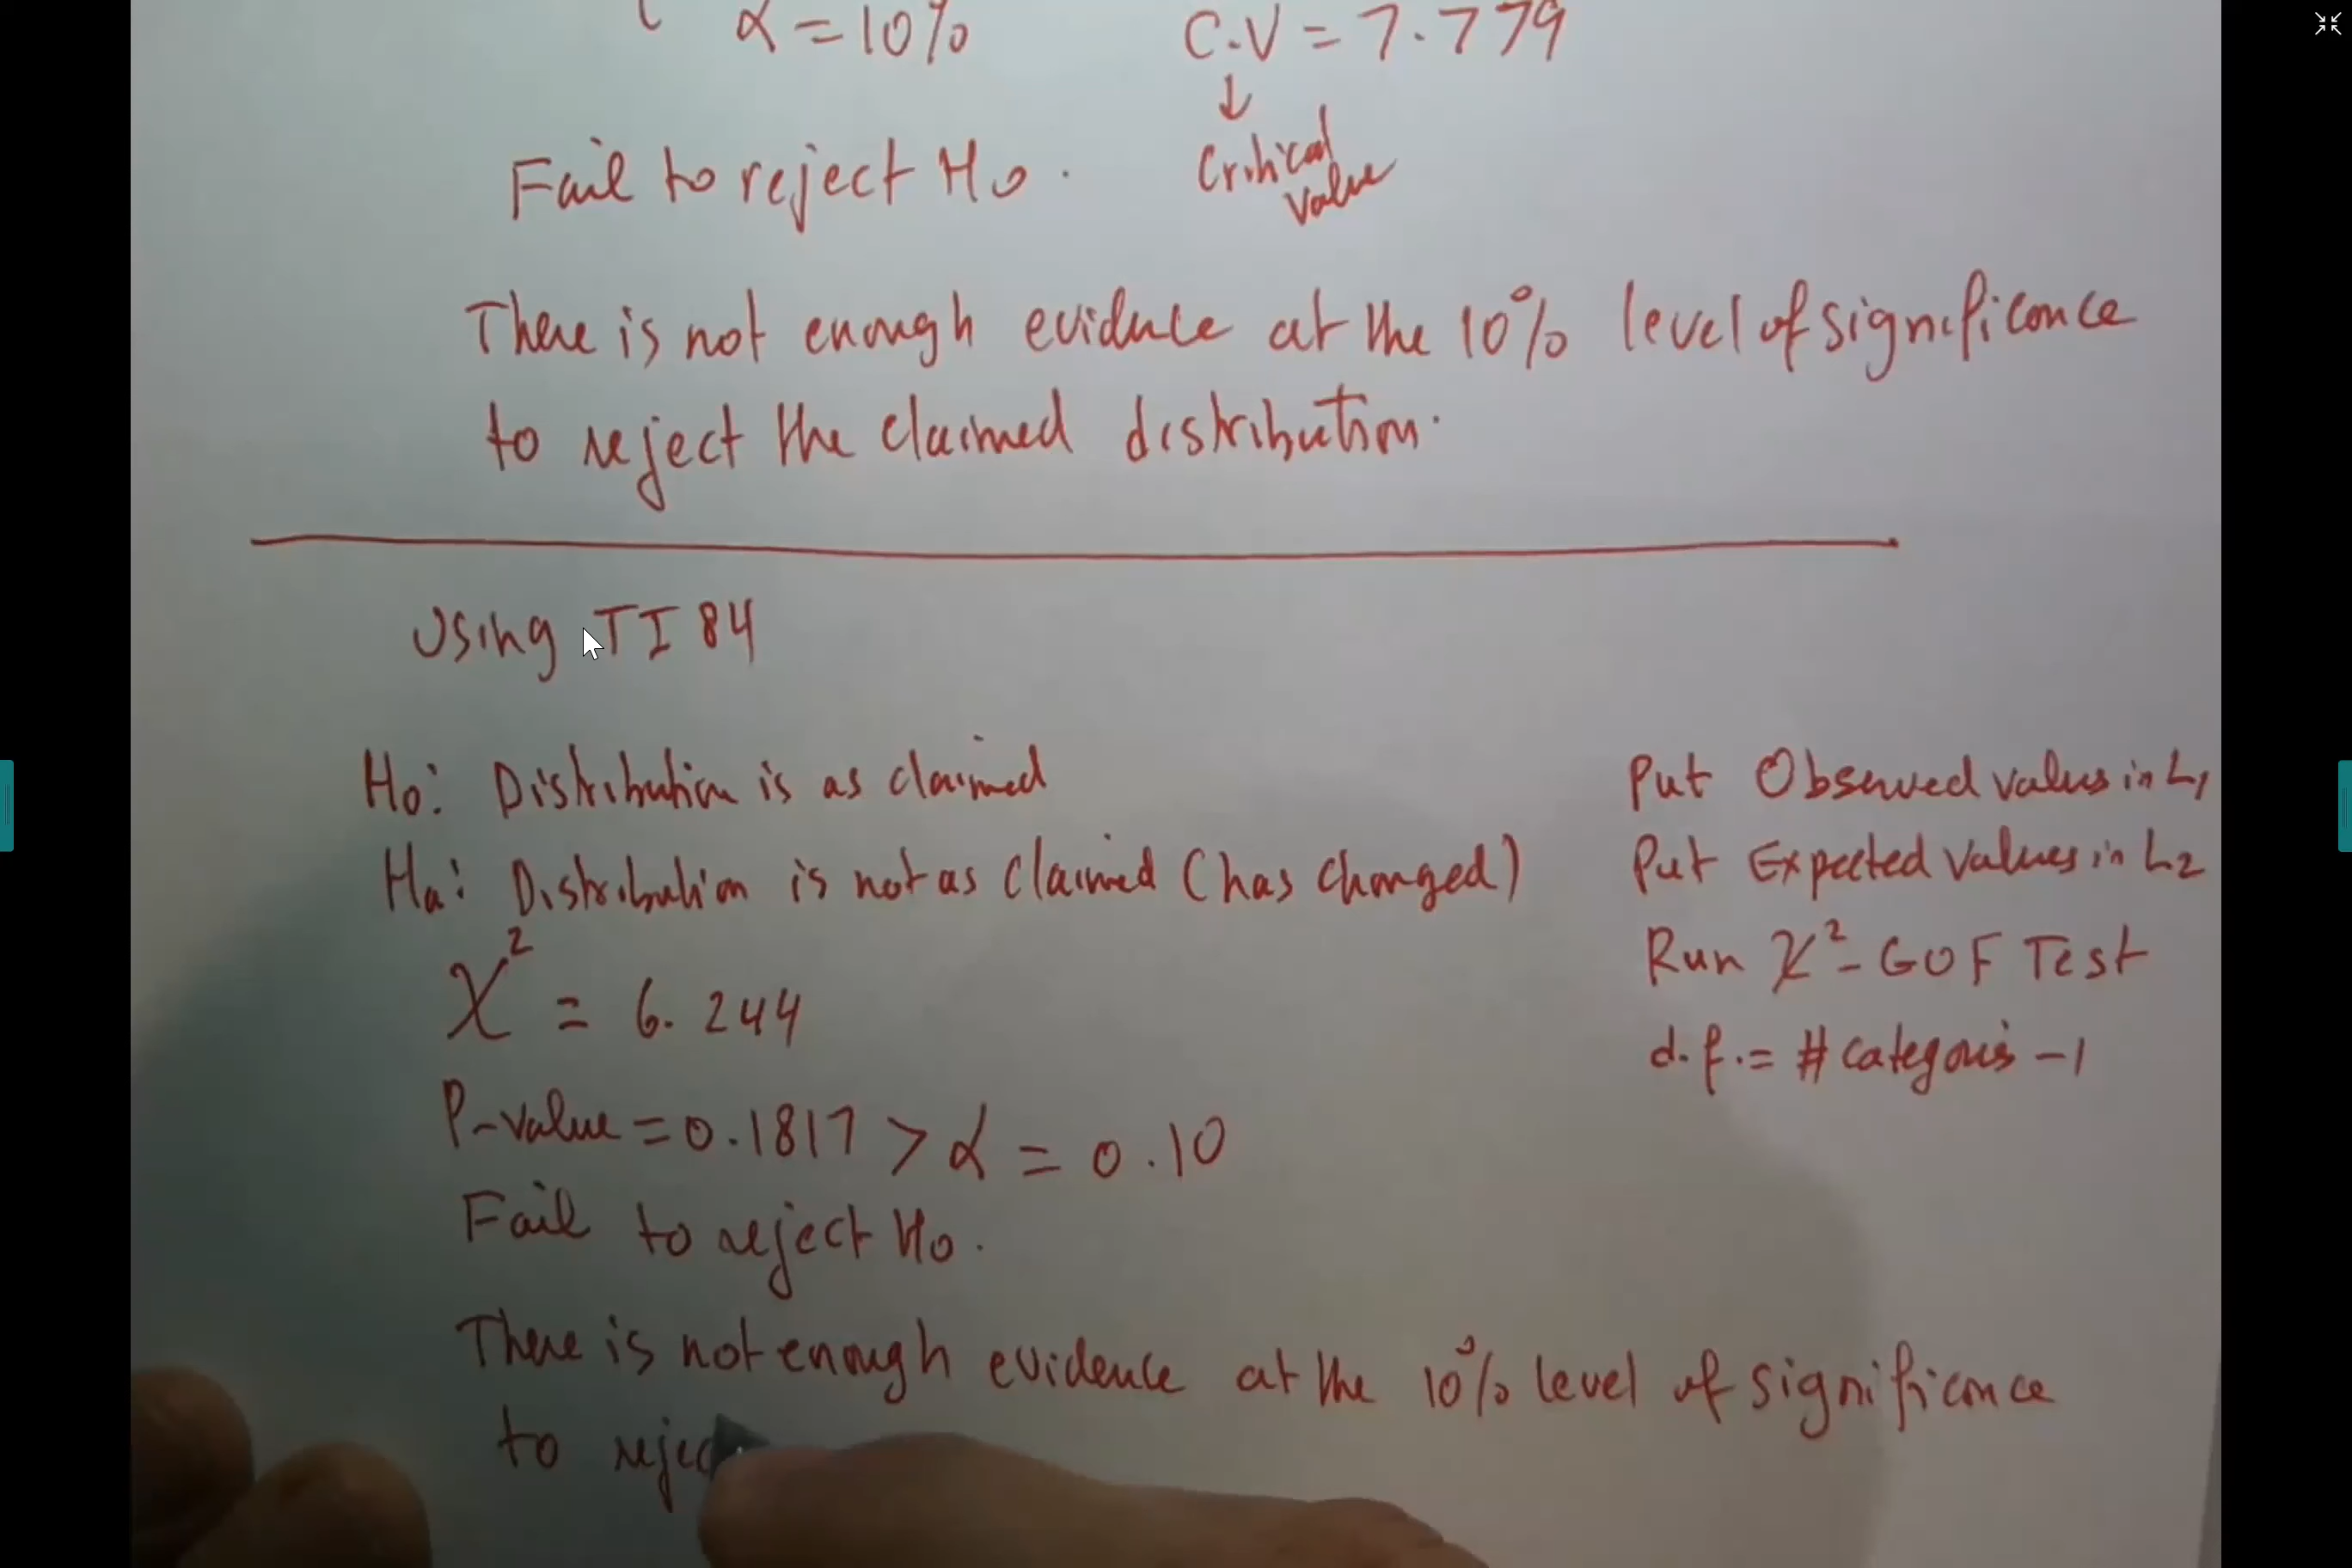 α = 10% C.V = 7.779
↓
Fail to reject Ho. Critical
value
There is not enough evidence at the 10% level of significance
to reject the claimed distribution.
Using TI 84
Ho: Distribution is as claimed
Put Observed values in L1
Ha: Distribution is not as claimed (has changed)
Put Expected values in L2
Run χ²-GOF Test
χ² = 6.244
d.f. = # categories - 1
P-value = 0.1817 > α = 0.10
Fail to reject Ho.
There is not enough evidence at the 10% level of significance
to rejec